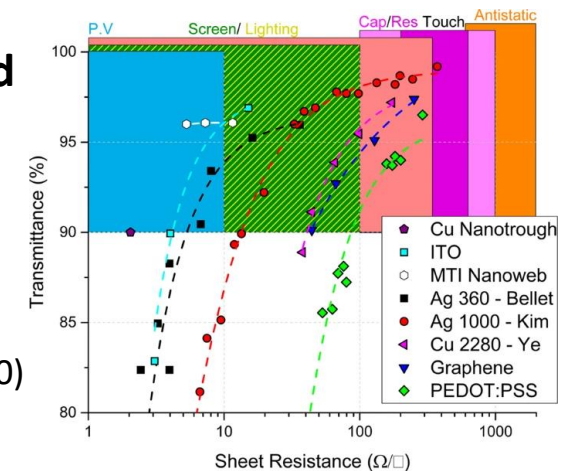 P.V
Screen/ Lighting
Cap/Res Touch
Antistatic
d
100
95
90
85
80
Transmittance (%)
0)
Cu Nanotrough
ITO
MTI Nanoweb
Ag 360 - Bellet
Ag 1000 - Kim
Cu 2280 - Ye
Graphene
PEDOT:PSS
1
10
100
1000
Sheet Resistance (Ω/□)